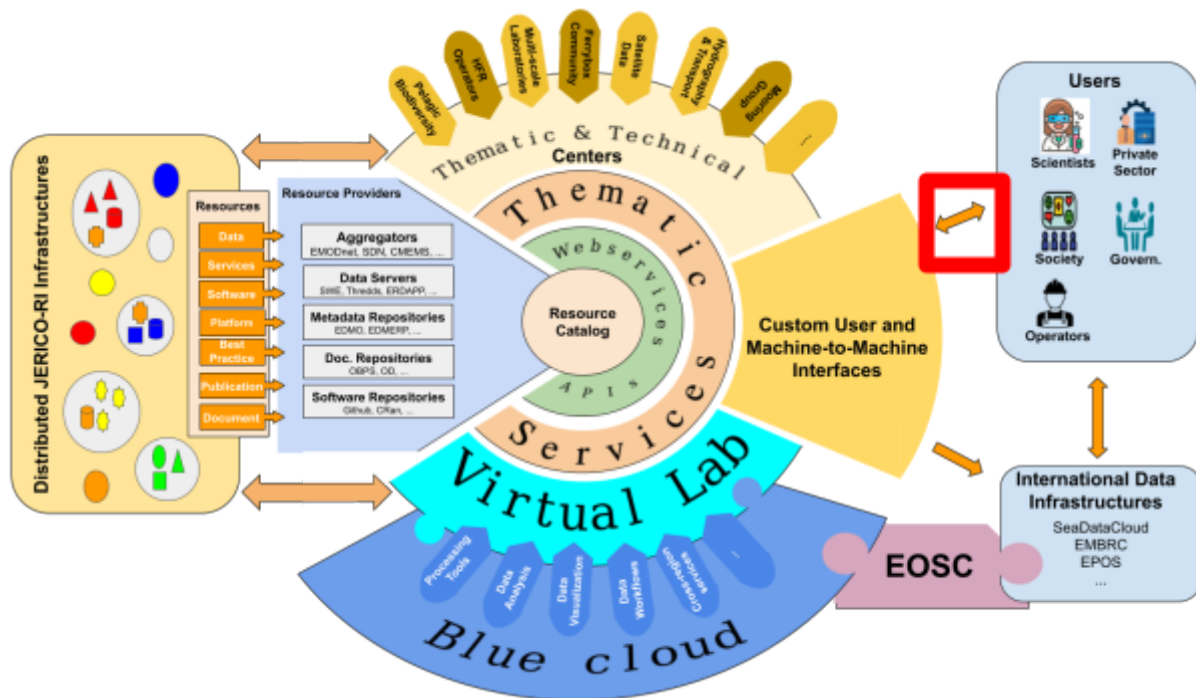 Pelagic
Biodiversity
HFR
Operators
Multi-scale
Laboratories
Ferrybox
Community
Satellite
Data
Hydrography
& Transport
Mooring
Group
...
Thematic & Technical
Centers
Distributed JERICO-RI Infrastructures
Resources
Data
Services
Software
Platform
Best
Practice
Publication
Document
Resource Providers
Aggregators
EMODnet, SDN, CMEMS, ...
Data Servers
SWE, Thredds, ERDAPP, ...
Metadata Repositories
EDMO, EDMERP, ...
Doc. Repositories
OBPS, OD, ...
Software Repositories
Github, CRan, ...
Thematic
Services
Webservices
APIs
Resource
Catalog
Custom User and
Machine-to-Machine
Interfaces
Users
Scientists
Private
Sector
Society
Govern.
Operators
Virtual Lab
Processing
Tools
Data
Analysis
Data
Visualization
Data
Workflows
Cross-region
services
...
Blue cloud
EOSC
International Data
Infrastructures
SeaDataCloud
EMBRC
EPOS
...